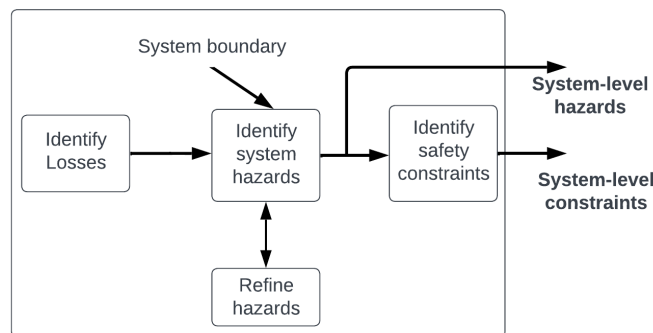 System boundary
System-level
hazards
Identify
Losses
Identify
system
hazards
Identify
safety
constraints
System-level
constraints
Refine
hazards